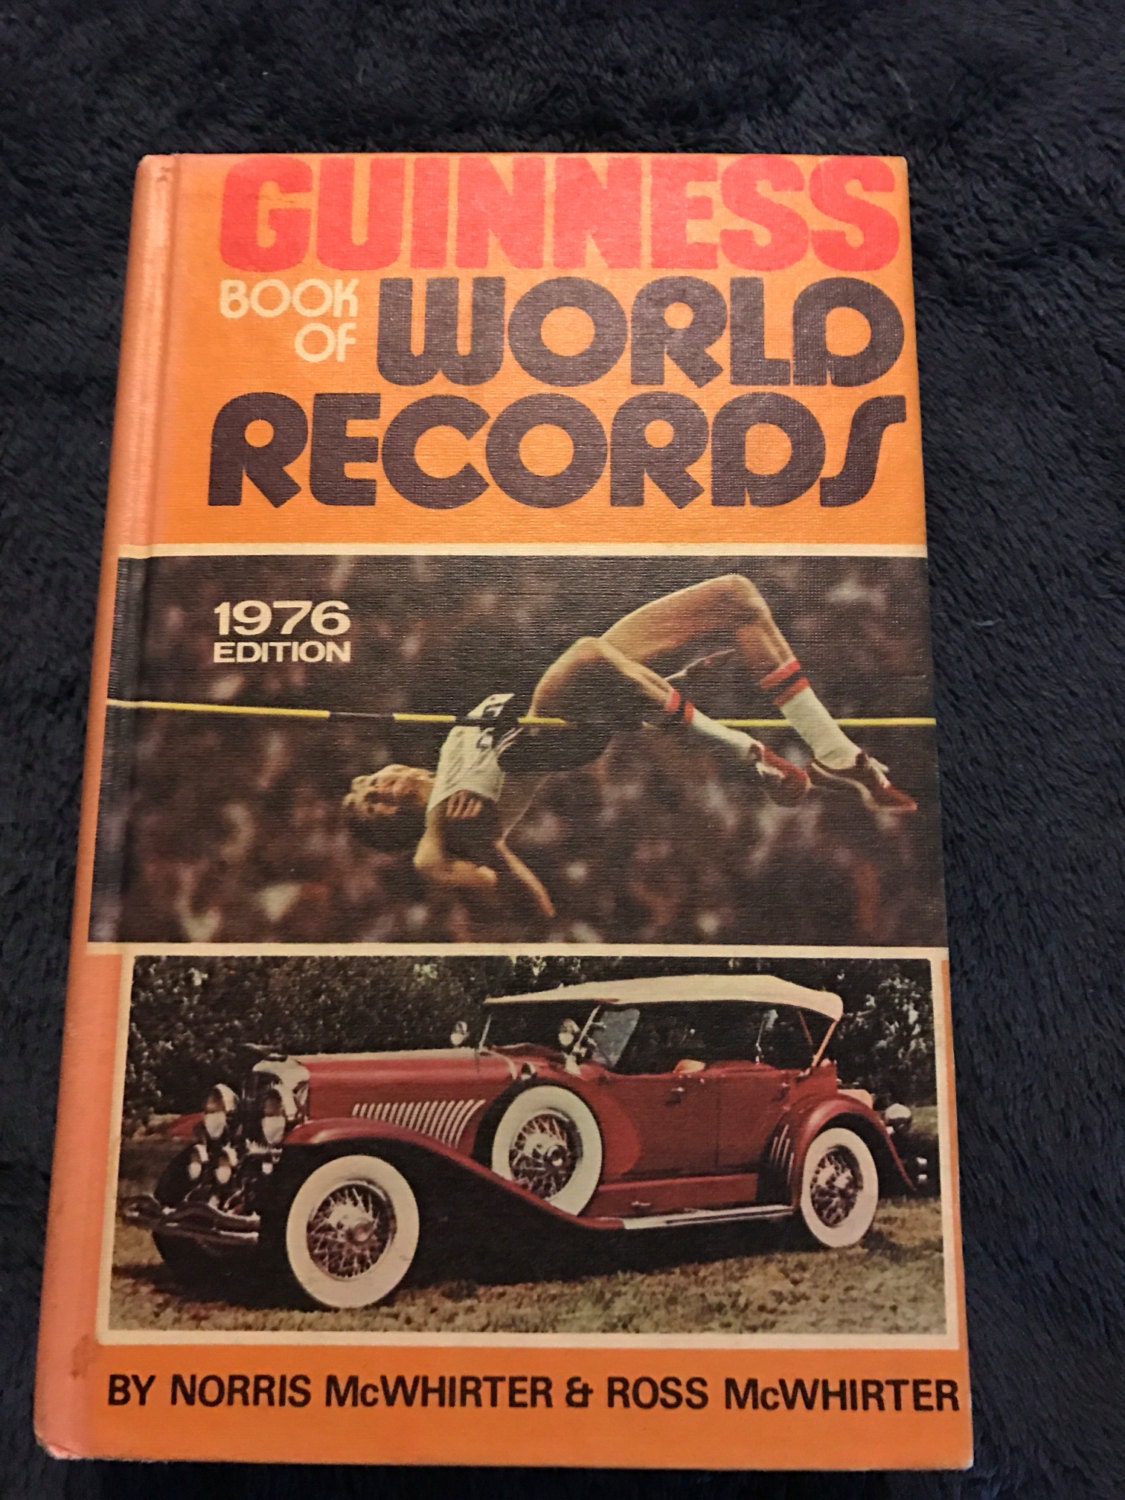 GUINNESS
BOOK OF WORLD
RECORDS
1976
EDITION
BY NORRIS McWHIRTER & ROSS McWHIRTER